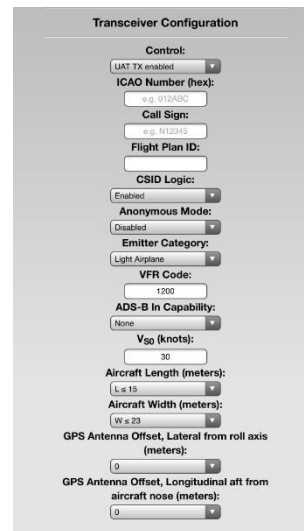 Transceiver Configuration
Control:
UAT TX enabled
ICAO Number (hex):
e.g. 012ABC
Call Sign:
e.g. N12345
Flight Plan ID:
CSID Logic:
Enabled
Anonymous Mode:
Disabled
Emitter Category:
Light Airplane
VFR Code:
1200
ADS-B In Capability:
None
VS0 (knots):
30
Aircraft Length (meters):
L ≤ 15
Aircraft Width (meters):
W ≤ 23
GPS Antenna Offset, Lateral from roll axis
(meters):
0
GPS Antenna Offset, Longitudinal aft from
aircraft nose (meters):
0